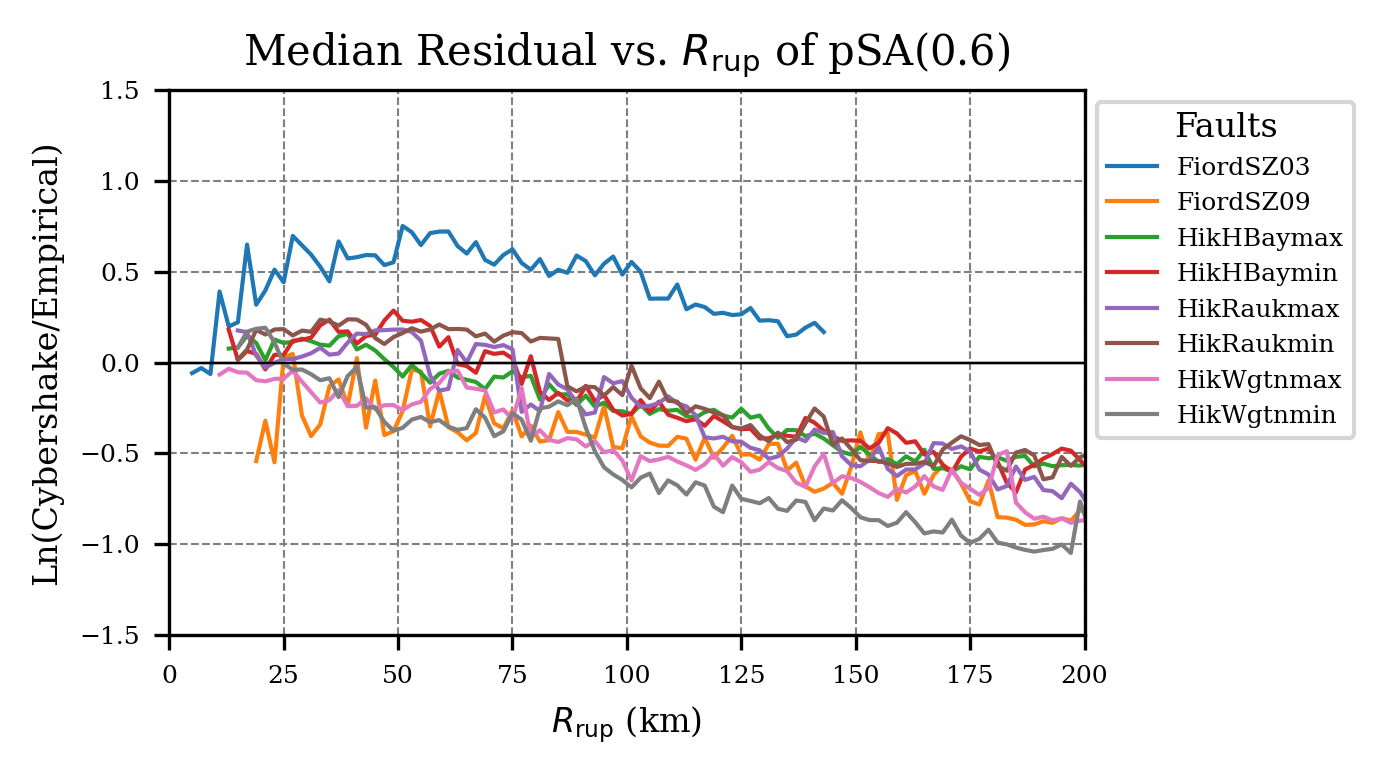 Median Residual vs. Rrup of pSA(0.6)
Ln(Cybershake/Empirical)
1.5
1.0
0.5
0.0
−0.5
−1.0
−1.5
0 25 50 75 100 125 150 175 200
Rrup (km)
Faults
FiordSZ03
FiordSZ09
HikHBaymax
HikHBaymin
HikRaukmax
HikRaukmin
HikWgtnmax
HikWgtnmin